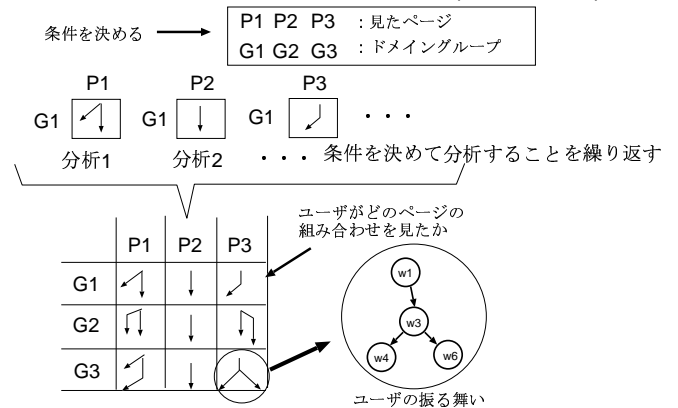 条件を決める
P1 P2 P3 :見たページ
G1 G2 G3 :ドメイングループ
P1 P2 P3
G1 G1 G1 ・・・
分析1 分析2 ・・・ 条件を決めて分析することを繰り返す
ユーザがどのページの
組み合わせを見たか
P1 P2 P3
G1
G2
G3
w1
w3
w4 w6
ユーザの振る舞い